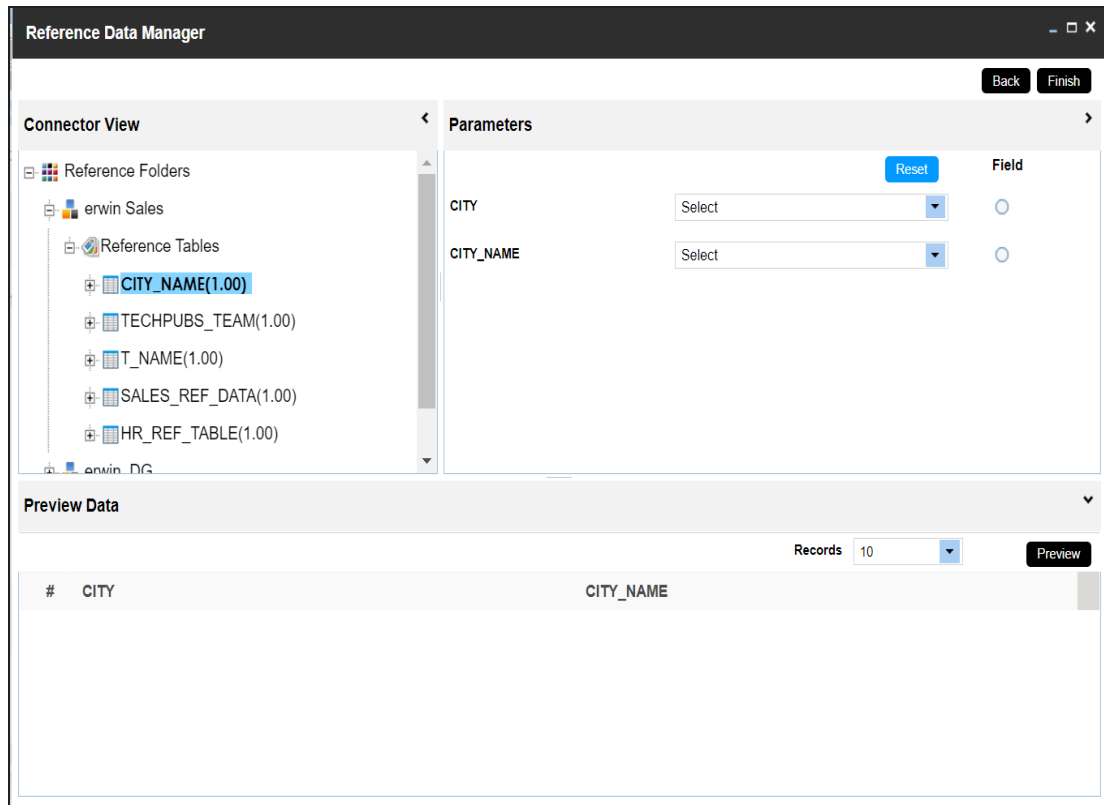 Reference Data Manager
Back Finish
Connector View
Parameters
Reference Folders
erwin Sales
Reference Tables
CITY_NAME(1.00)
TECHPUBS_TEAM(1.00)
T_NAME(1.00)
SALES_REF_DATA(1.00)
HR_REF_TABLE(1.00)
erwin DG
Reset Field
CITY Select
CITY_NAME Select
Preview Data
Records 10 Preview
# CITY CITY_NAME